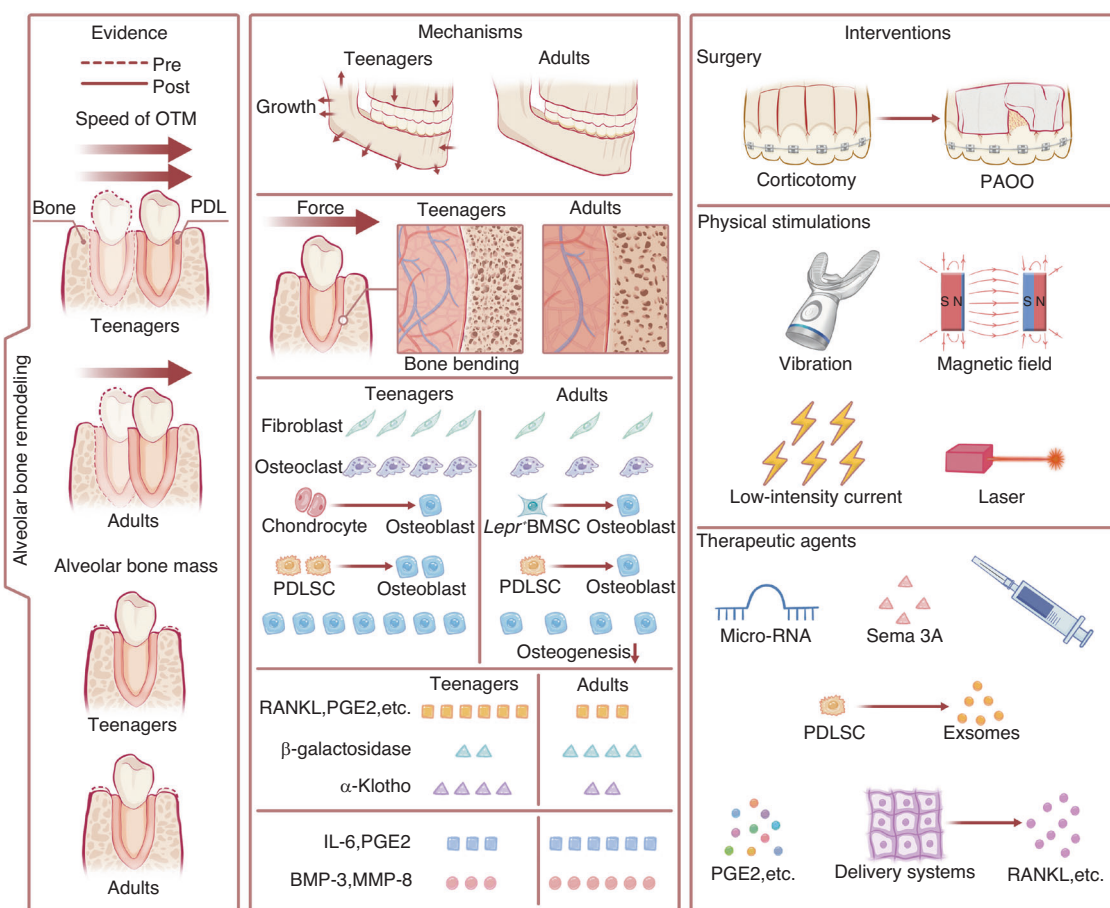 Evidence
Pre
Post
Speed of OTM
Bone
PDL
Teenagers
Adults
Alveolar bone mass
Teenagers
Adults
Alveolar bone remodeling
Mechanisms
Teenagers
Adults
Growth
Force
Teenagers
Adults
Bone bending
Teenagers
Adults
Fibroblast
Osteoclast
Chondrocyte
Osteoblast
Lepr⁺BMSC
Osteoblast
PDLSC
Osteoblast
PDLSC
Osteoblast
Osteogenesis
Teenagers
Adults
RANKL,PGE2,etc.
β-galactosidase
α-Klotho
IL-6,PGE2
BMP-3,MMP-8
Interventions
Surgery
Corticotomy
PAOO
Physical stimulations
Vibration
S N
S N
Magnetic field
Low-intensity current
Laser
Therapeutic agents
Micro-RNA
Sema 3A
PDLSC
Exsomes
PGE2,etc.
Delivery systems
RANKL,etc.